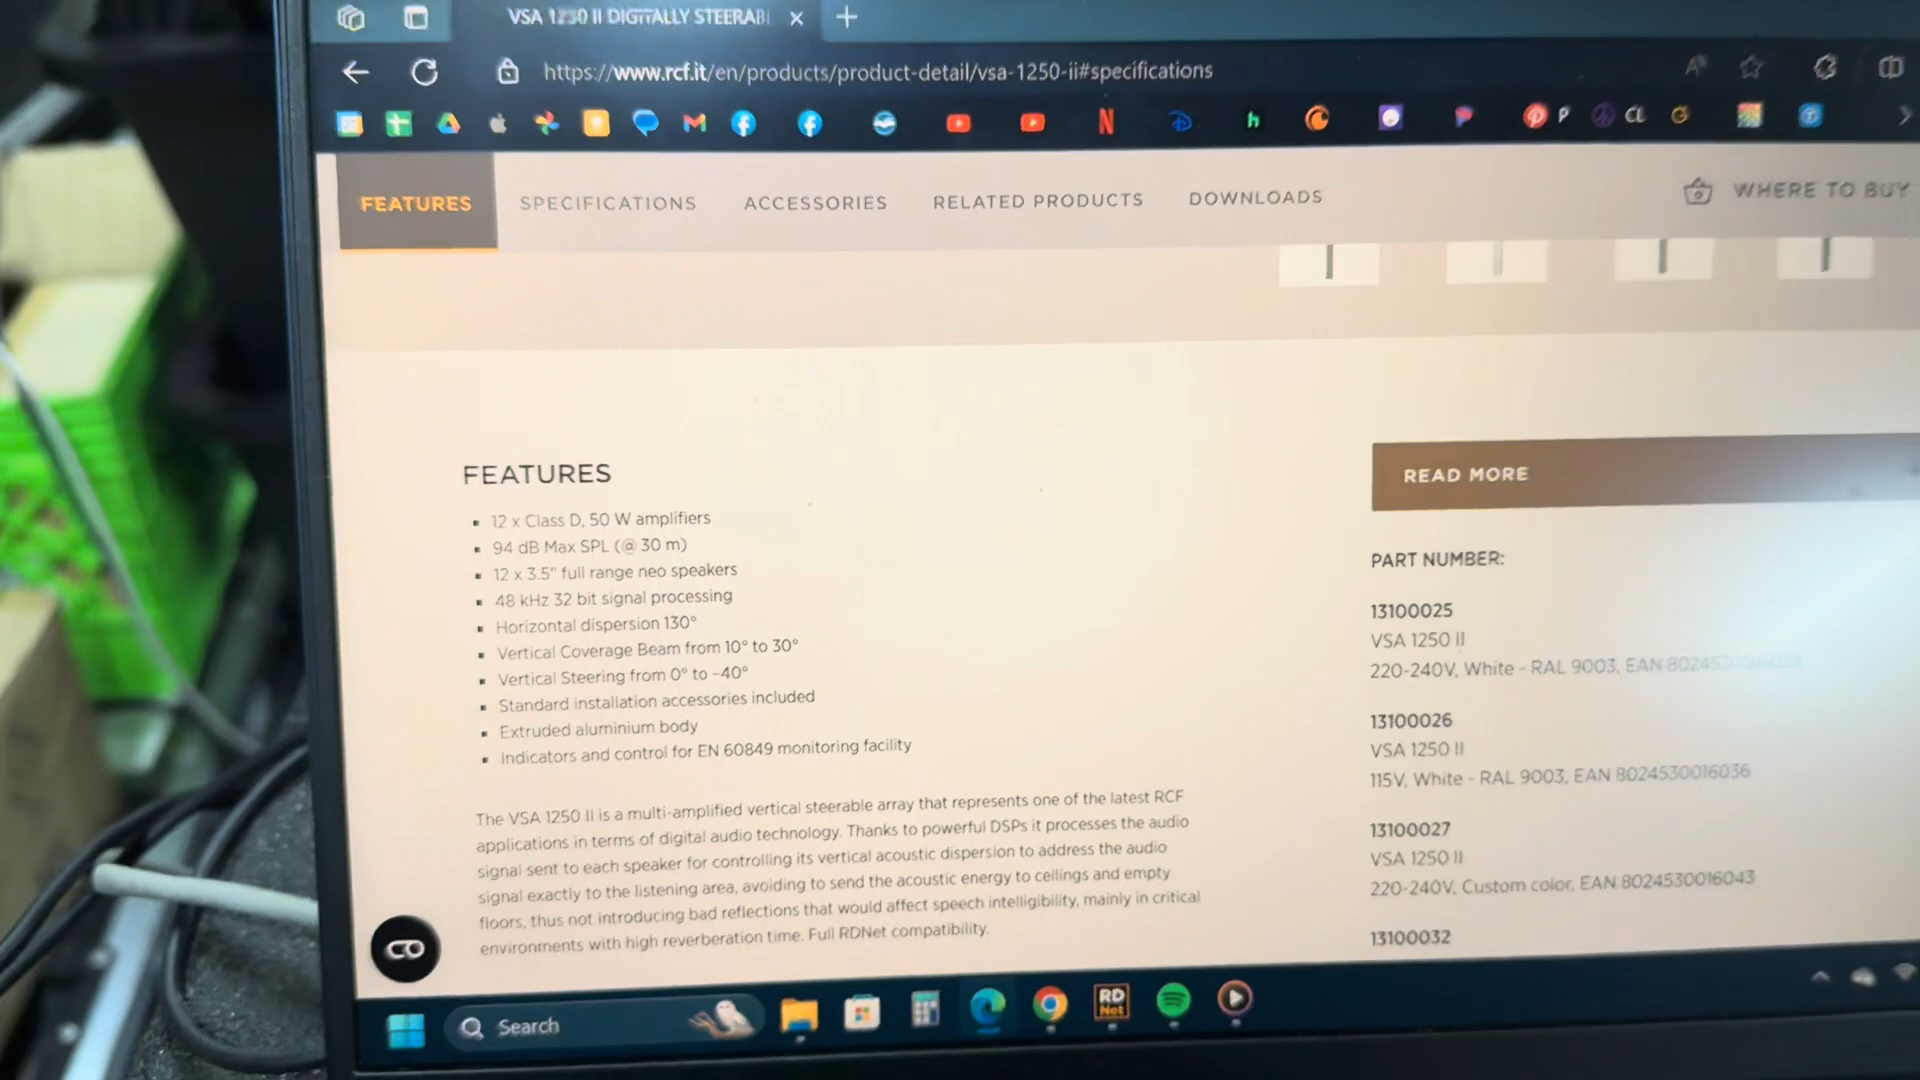 VSA 1250 II DIGITALLY STEERABL
https://www.rcf.it/en/products/product-detail/vsa-1250-ii#specifications
P CL
FEATURES SPECIFICATIONS ACCESSORIES RELATED PRODUCTS DOWNLOADS WHERE TO BUY
FEATURES
12 x Class D, 50 W amplifiers
94 dB Max SPL (@ 30 m)
12 x 3.5" full range neo speakers
48 kHz 32 bit signal processing
Horizontal dispersion 130°
Vertical Coverage Beam from 10° to 30°
Vertical Steering from 0° to –40°
Standard installation accessories included
Extruded aluminium body
Indicators and control for EN 60849 monitoring facility
The VSA 1250 II is a multi-amplified vertical steerable array that represents one of the latest RCF
applications in terms of digital audio technology. Thanks to powerful DSPs it processes the audio
signal sent to each speaker for controlling its vertical acoustic dispersion to address the audio
signal exactly to the listening area, avoiding to send the acoustic energy to ceilings and empty
floors, thus not introducing bad reflections that would affect speech intelligibility, mainly in critical
environments with high reverberation time. Full RDNet compatibility.
READ MORE
PART NUMBER:
13100025
VSA 1250 II
220-240V, White - RAL 9003, EAN
13100026
VSA 1250 II
115V, White - RAL 9003, EAN 8024530016036
13100027
VSA 1250 II
220-240V, Custom color, EAN 8024530016043
13100032
Search
RD
Net